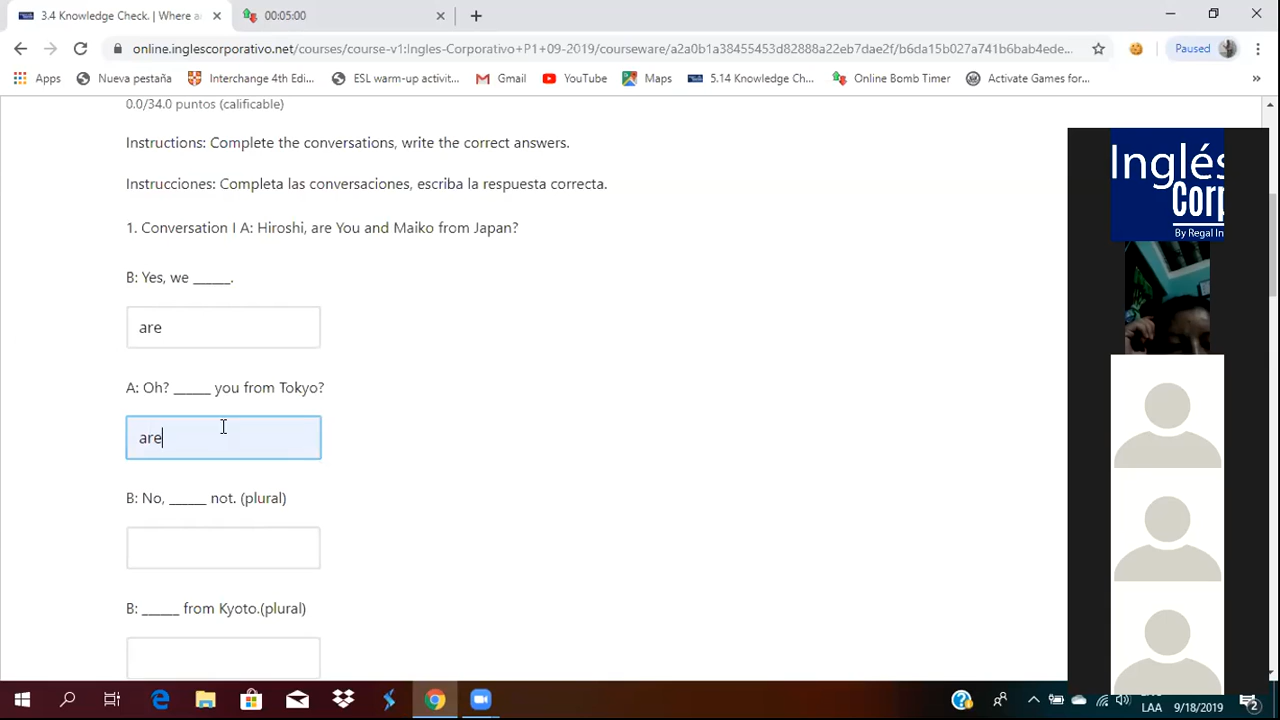 3.4 Knowledge Check. | Where a
00:05:00
online.inglescorporativo.net/courses/course-v1:Ingles-Corporativo+P1+09-2019/courseware/a2a0b1a38455453d82888a22eb7dae2f/b6da15b027a741b6bab4ede...
Paused
Apps
Nueva pestaña
Interchange 4th Edi...
ESL warm-up activit...
Gmail
YouTube
Maps
5.14 Knowledge Ch...
Online Bomb Timer
Activate Games for...
0.0/34.0 puntos (calificable)
Instructions: Complete the conversations, write the correct answers.
Instrucciones: Completa las conversaciones, escriba la respuesta correcta.
1. Conversation I A: Hiroshi, are You and Maiko from Japan?
B: Yes, we _____.
are
A: Oh? _____ you from Tokyo?
are
B: No, _____ not. (plural)
B: _____ from Kyoto.(plural)
Inglés
Corp
By Regal In
LAA
9/18/2019
2